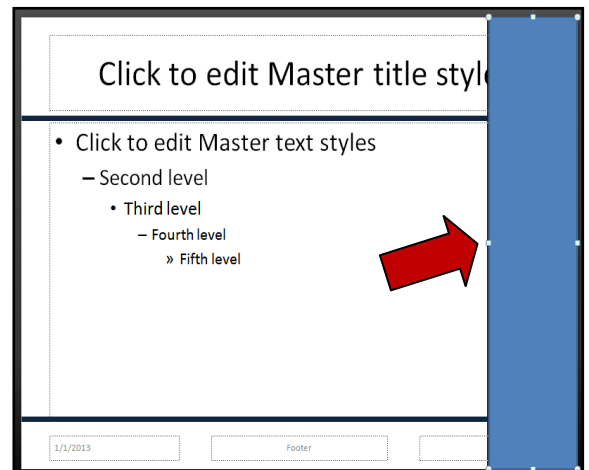 Click to edit Master title style
• Click to edit Master text styles
– Second level
• Third level
– Fourth level
» Fifth level
1/1/2013
Footer